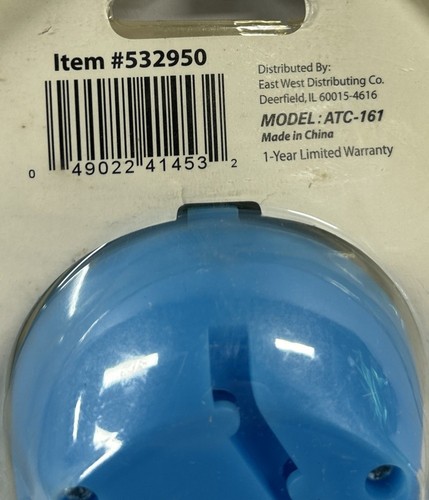 Item #532950
0 49022 41453 2
Distributed By:
East West Distributing Co.
Deerfield, IL 60015-4616
MODEL: ATC-161
Made in China
1-Year Limited Warranty